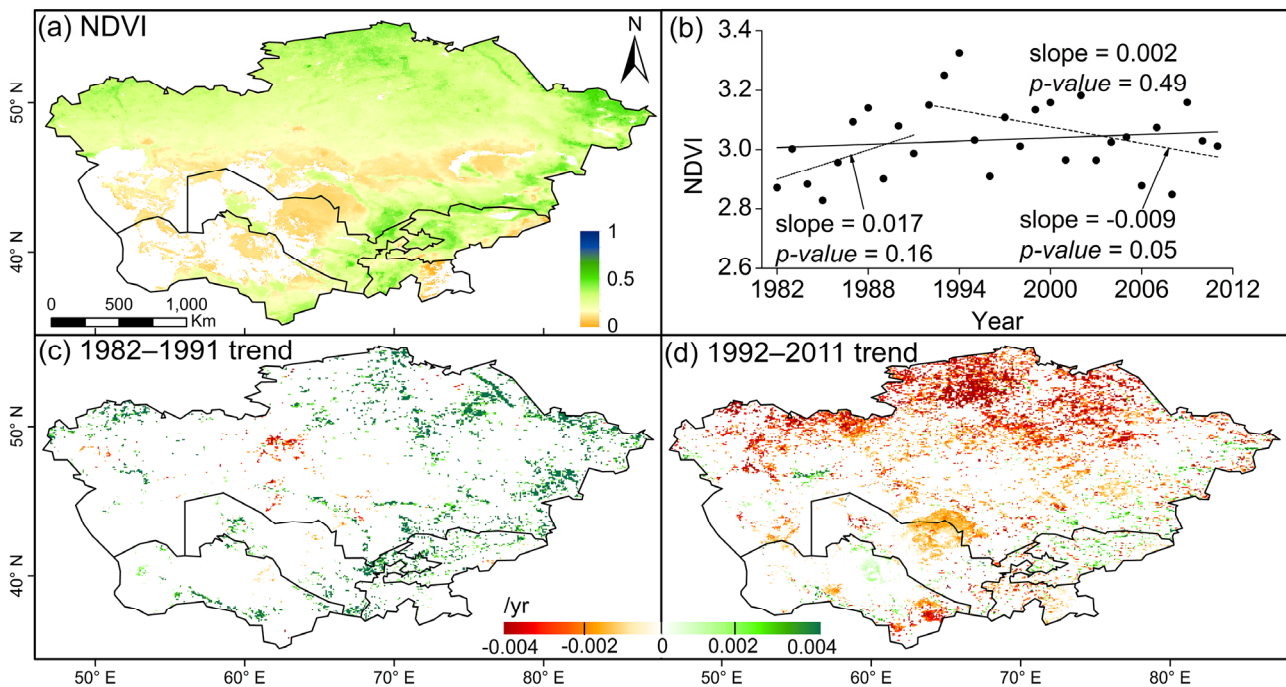 (a) NDVI
N
50° N
40° N
0 500 1,000
Km
1
0.5
0
(b)
3.4
3.2
3.0
2.8
2.6
NDVI
slope = 0.002
p-value = 0.49
slope = 0.017
p-value = 0.16
slope = -0.009
p-value = 0.05
1982 1988 1994 2000 2006 2012
Year
(c) 1982–1991 trend
50° N
40° N
50° E 60° E 70° E 80° E
(d) 1992–2011 trend
/yr
-0.004 -0.002 0 0.002 0.004
50° E 60° E 70° E 80° E